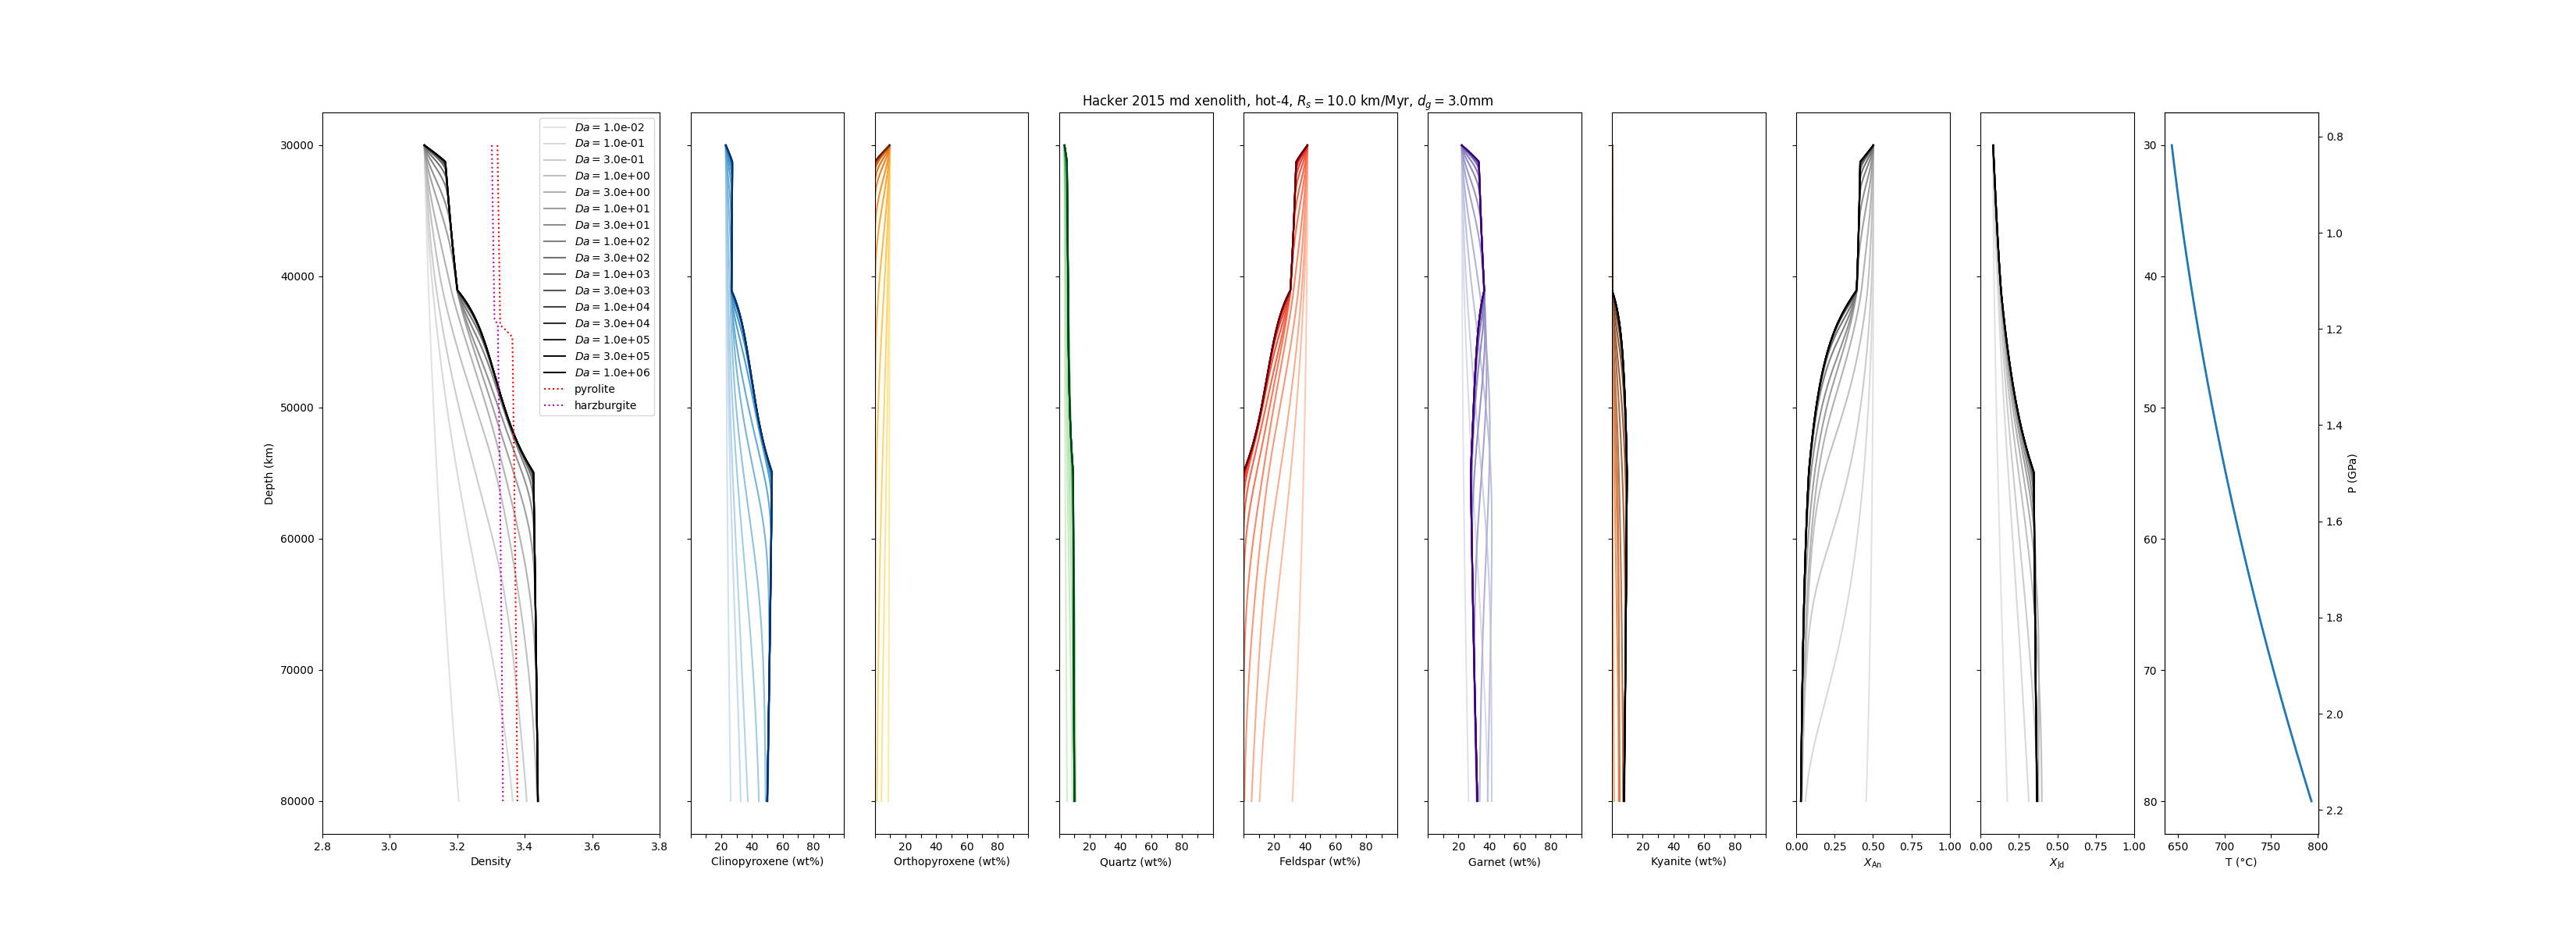 Hacker 2015 md xenolith, hot-4, Rs = 10.0 km/Myr, dg = 3.0mm
Da = 1.0e-02
Da = 1.0e-01
Da = 3.0e-01
Da = 1.0e+00
Da = 3.0e+00
Da = 1.0e+01
Da = 3.0e+01
Da = 1.0e+02
Da = 3.0e+02
Da = 1.0e+03
Da = 3.0e+03
Da = 1.0e+04
Da = 3.0e+04
Da = 1.0e+05
Da = 3.0e+05
Da = 1.0e+06
pyrolite
harzburgite
Depth (km)
30000
40000
50000
60000
70000
80000
2.8 3.0 3.2 3.4 3.6 3.8
Density
20 40 60 80
Clinopyroxene (wt%)
20 40 60 80
Orthopyroxene (wt%)
20 40 60 80
Quartz (wt%)
20 40 60 80
Feldspar (wt%)
20 40 60 80
Garnet (wt%)
20 40 60 80
Kyanite (wt%)
0.00 0.25 0.50 0.75 1.00
XAn
0.00 0.25 0.50 0.75 1.00
XJd
30
40
50
60
70
80
650 700 750 800
T (°C)
0.8
1.0
1.2
1.4
1.6
1.8
2.0
2.2
P (GPa)